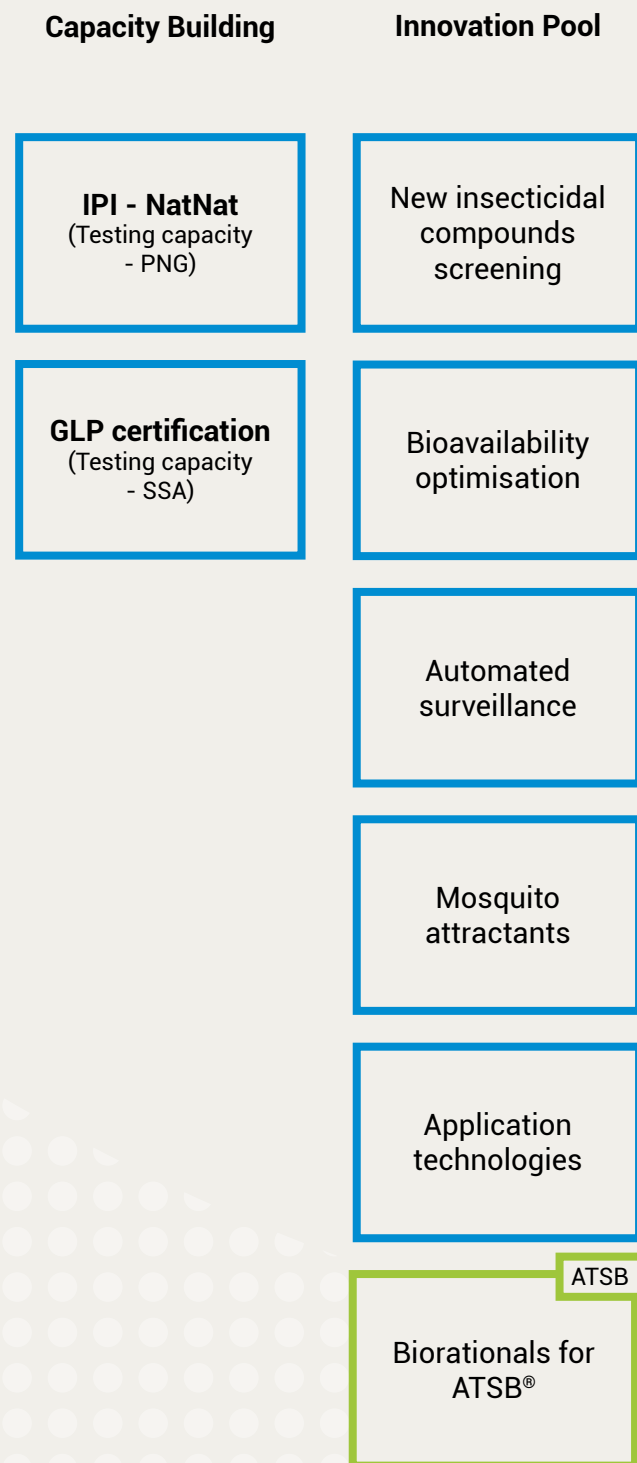 Capacity Building
Innovation Pool
IPI - NatNat
(Testing capacity
- PNG)
GLP certification
(Testing capacity
- SSA)
New insecticidal
compounds
screening
Bioavailability
optimisation
Automated
surveillance
Mosquito
attractants
Application
technologies
ATSB
Biorationals for
ATSB®